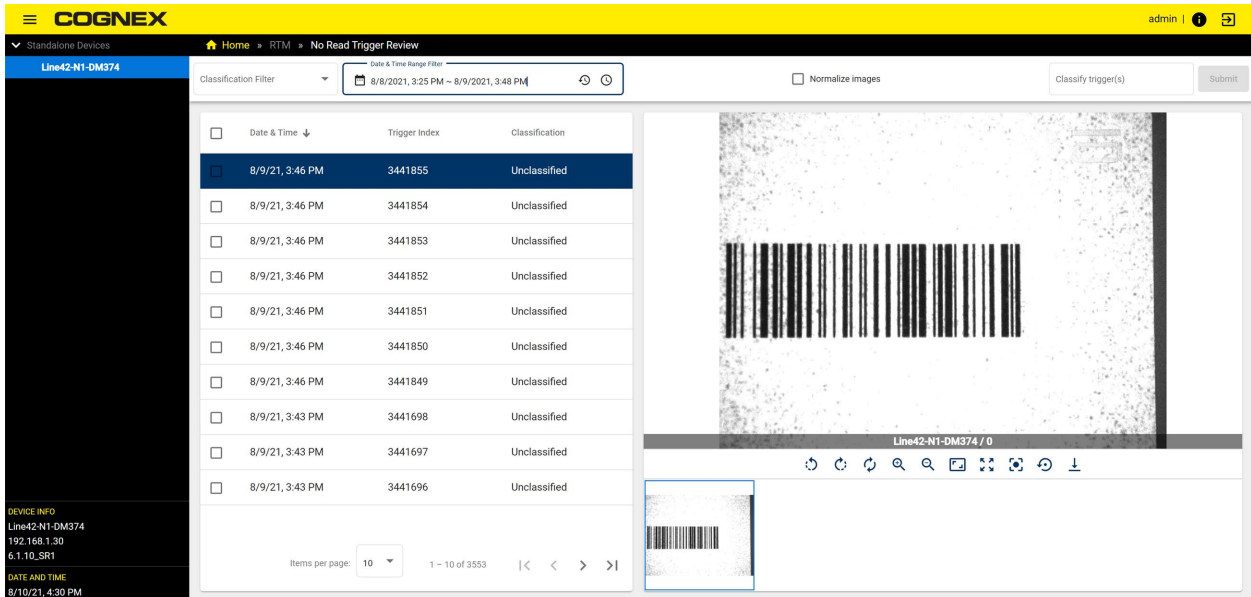 COGNEX
admin |
Standalone Devices
Home » RTM » No Read Trigger Review
Line42-N1-DM374
Classification Filter
Date & Time Range Filter
8/8/2021, 3:25 PM ~ 8/9/2021, 3:48 PM
Normalize images
Classify trigger(s)
Submit
Date & Time Trigger Index Classification
8/9/21, 3:46 PM 3441855 Unclassified
8/9/21, 3:46 PM 3441854 Unclassified
8/9/21, 3:46 PM 3441853 Unclassified
8/9/21, 3:46 PM 3441852 Unclassified
8/9/21, 3:46 PM 3441851 Unclassified
8/9/21, 3:46 PM 3441850 Unclassified
8/9/21, 3:46 PM 3441849 Unclassified
8/9/21, 3:43 PM 3441698 Unclassified
8/9/21, 3:43 PM 3441697 Unclassified
8/9/21, 3:43 PM 3441696 Unclassified
Items per page: 10 1 – 10 of 3553
Line42-N1-DM374 / 0
DEVICE INFO
Line42-N1-DM374
192.168.1.30
6.1.10_SR1
DATE AND TIME
8/10/21, 4:30 PM